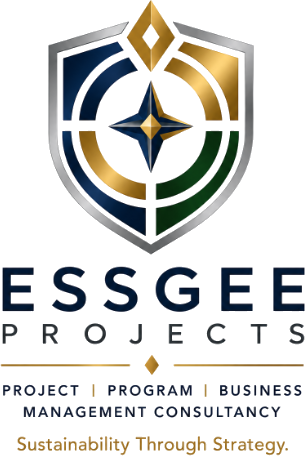 ESSGEE
PROJECTS
PROJECT | PROGRAM | BUSINESS
MANAGEMENT CONSULTANCY
Sustainability Through Strategy.